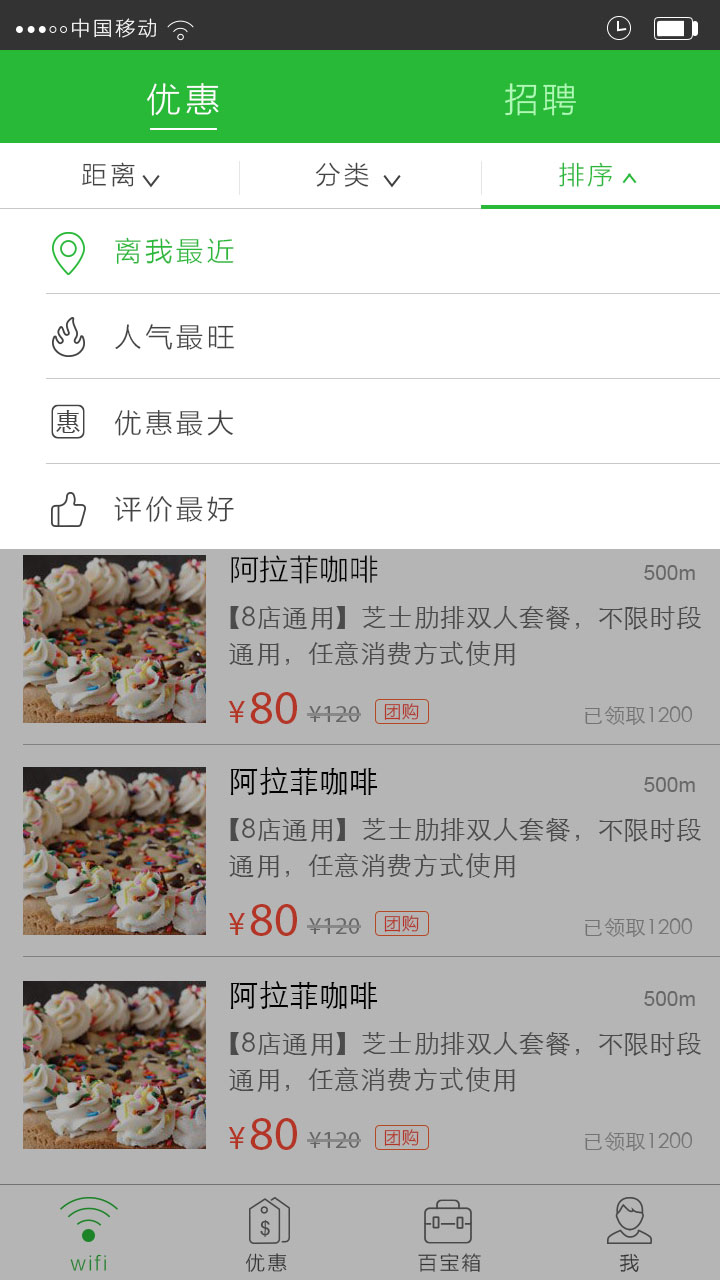 中国移动
优惠 招聘
距离 分类 排序
离我最近
人气最旺
惠 优惠最大
评价最好
阿拉菲咖啡 500m
【8店通用】芝士肋排双人套餐，不限时段
通用，任意消费方式使用
¥80 ¥120 团购 已领取1200
阿拉菲咖啡 500m
【8店通用】芝士肋排双人套餐，不限时段
通用，任意消费方式使用
¥80 ¥120 团购 已领取1200
阿拉菲咖啡 500m
【8店通用】芝士肋排双人套餐，不限时段
通用，任意消费方式使用
¥80 ¥120 团购 已领取1200
$
wifi 优惠 百宝箱 我